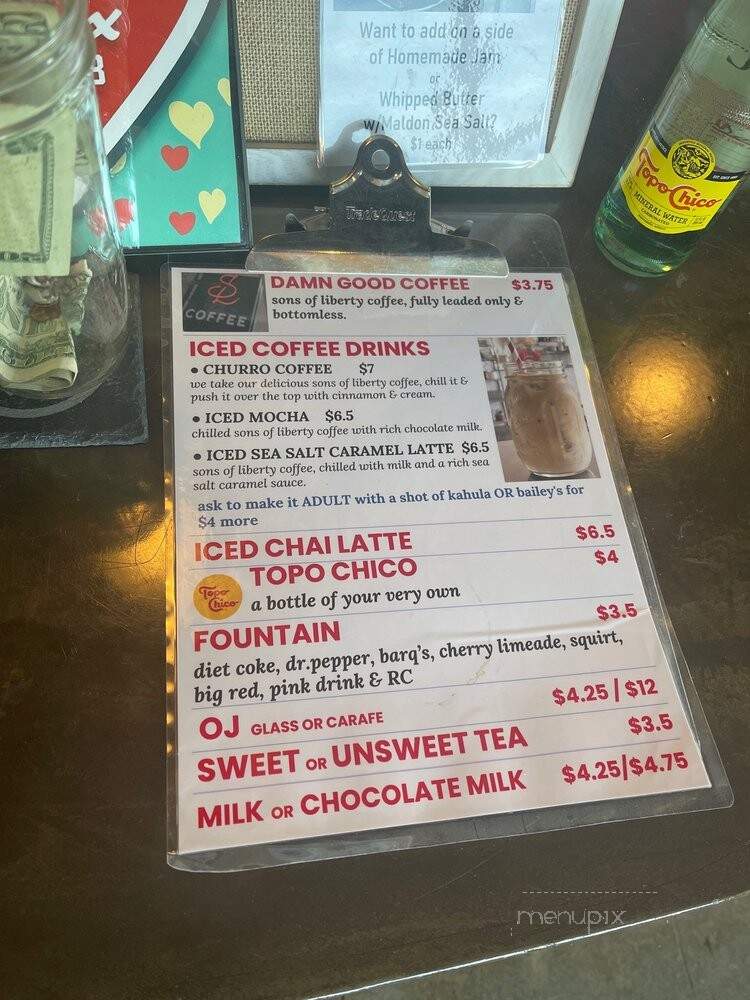 Want to add on a side
of Homemade Jam
or
Whipped Butter
w/Maldon Sea Salt?
$1 each
TradeQuest
Topo Chico
MINERAL WATER
CARBONATED
COFFEE
DAMN GOOD COFFEE $3.75
sons of liberty coffee, fully leaded only &
bottomless.
ICED COFFEE DRINKS
• CHURRO COFFEE $7
we take our delicious sons of liberty coffee, chill it &
push it over the top with cinnamon & cream.
• ICED MOCHA $6.5
chilled sons of liberty coffee with rich chocolate milk.
• ICED SEA SALT CARAMEL LATTE $6.5
sons of liberty coffee, chilled with milk and a rich sea
salt caramel sauce.
ask to make it ADULT with a shot of kahula OR bailey's for
$4 more
ICED CHAI LATTE $6.5
TOPO CHICO $4
Topo Chico
a bottle of your very own
FOUNTAIN $3.5
diet coke, dr.pepper, barq's, cherry limeade, squirt,
big red, pink drink & RC
OJ GLASS OR CARAFE $4.25 / $12
SWEET OR UNSWEET TEA $3.5
MILK OR CHOCOLATE MILK $4.25/$4.75
menupix